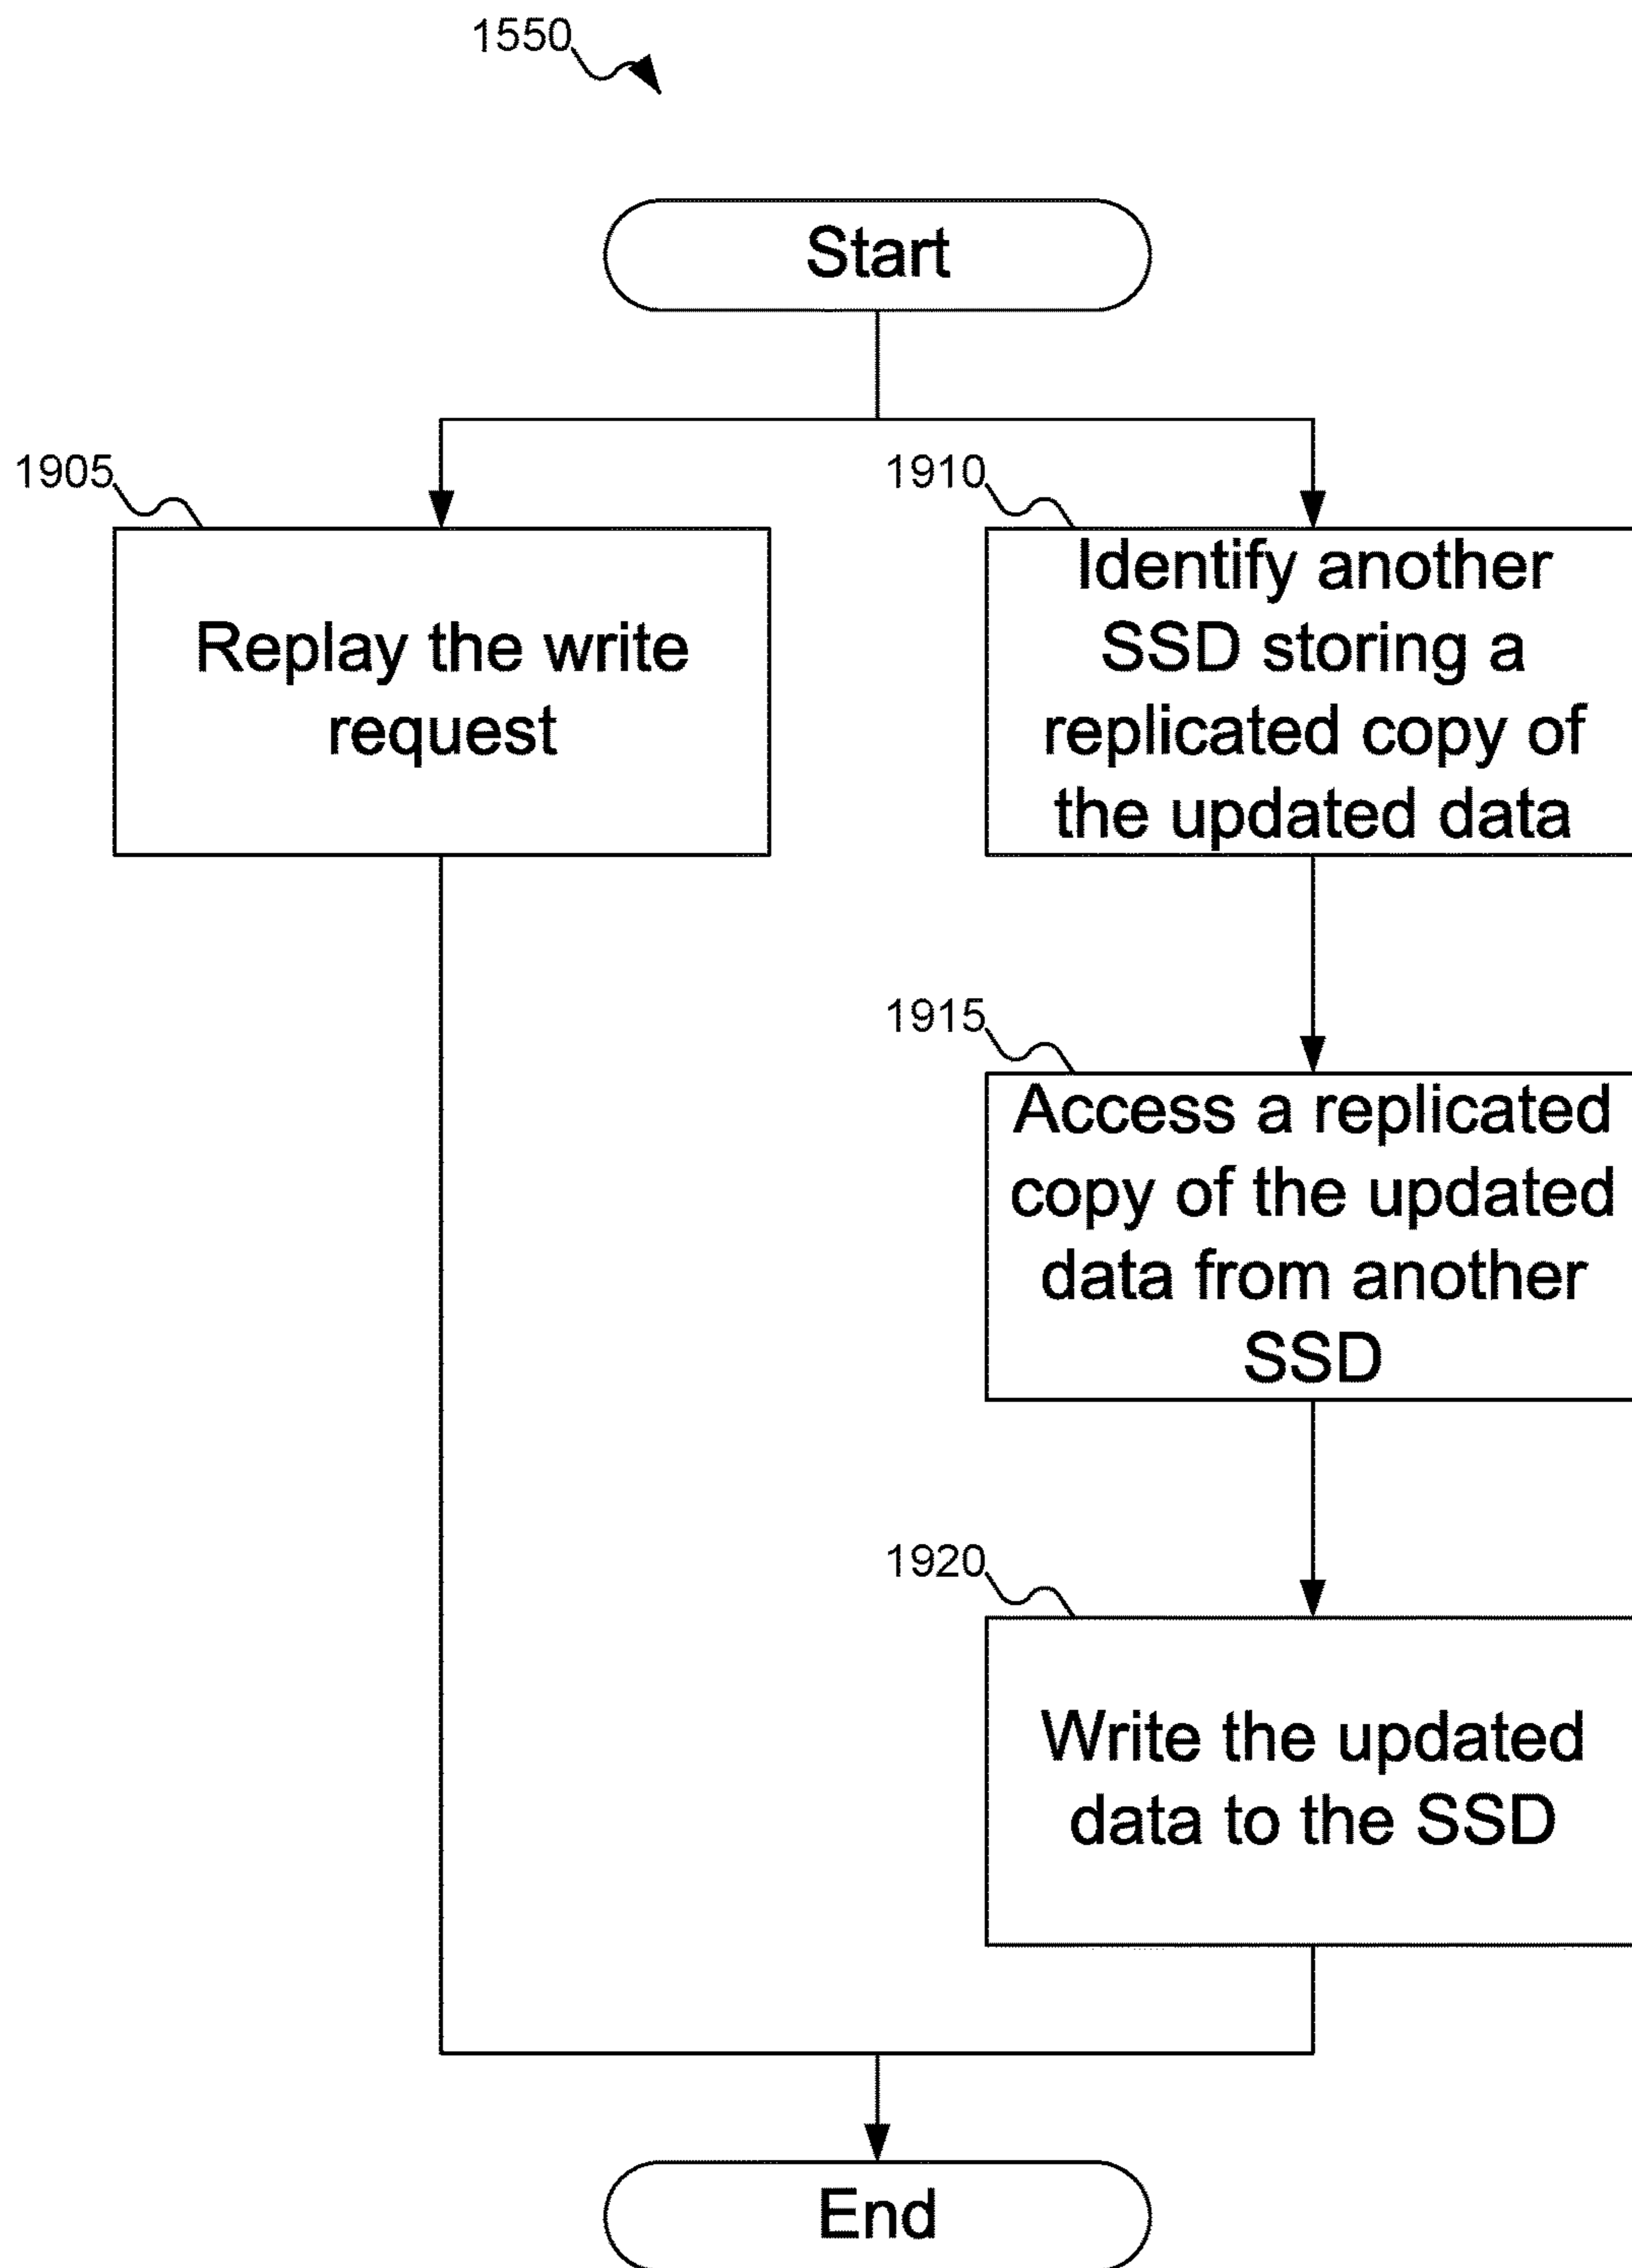 1550
Start
1905
Replay the write
request
1910
Identify another
SSD storing a
replicated copy of
the updated data
1915
Access a replicated
copy of the updated
data from another
SSD
1920
Write the updated
data to the SSD
End